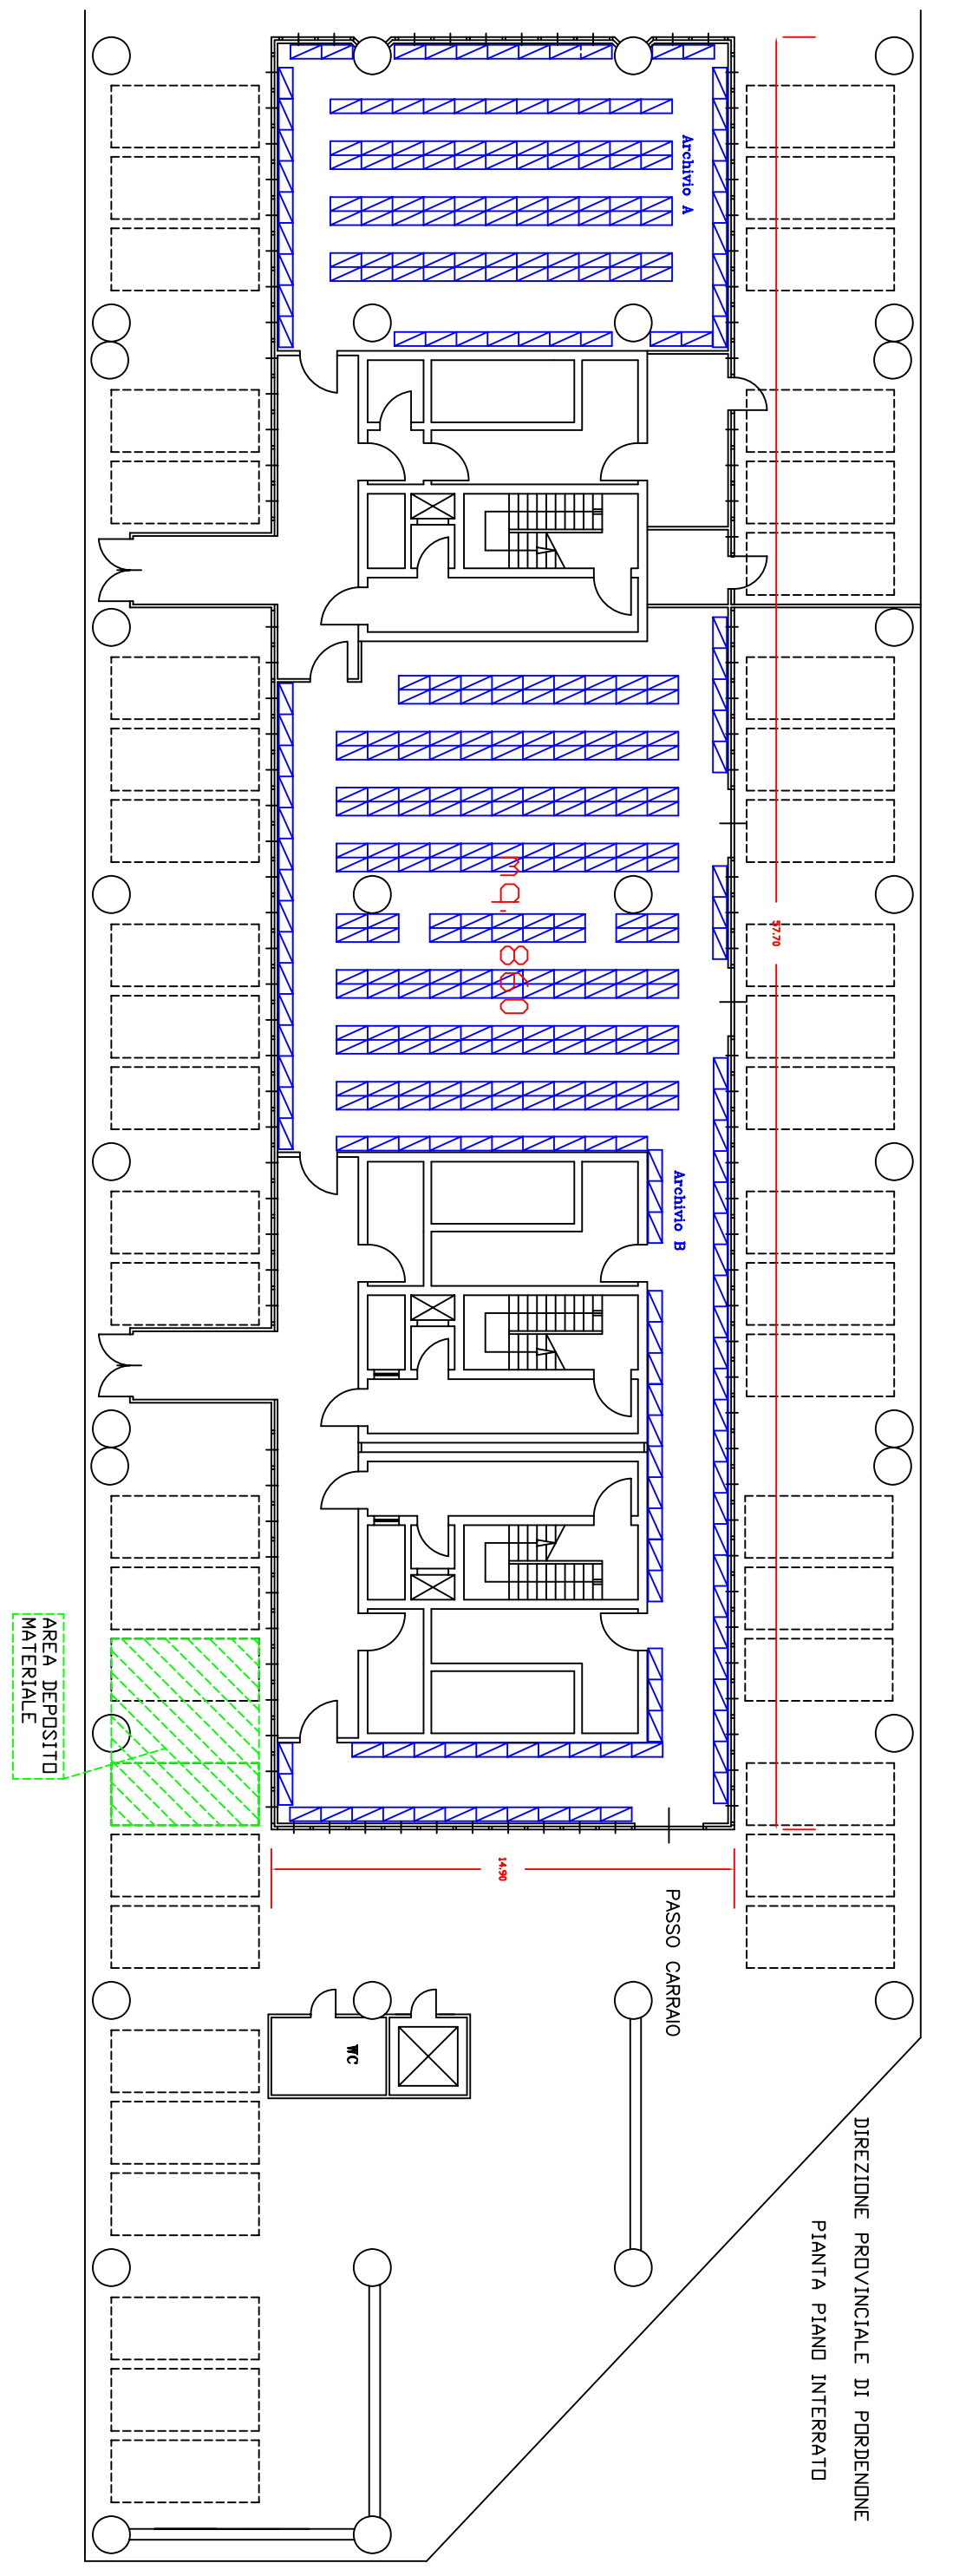 DIREZIONE PROVINCIALE DI PORDENONE
PIANTA PIANO INTERRATO
57.70
Archivio A
Archivio B
mq. 860
PASSO CARRAIO
14.90
WC
AREA DEPOSITO
MATERIALE